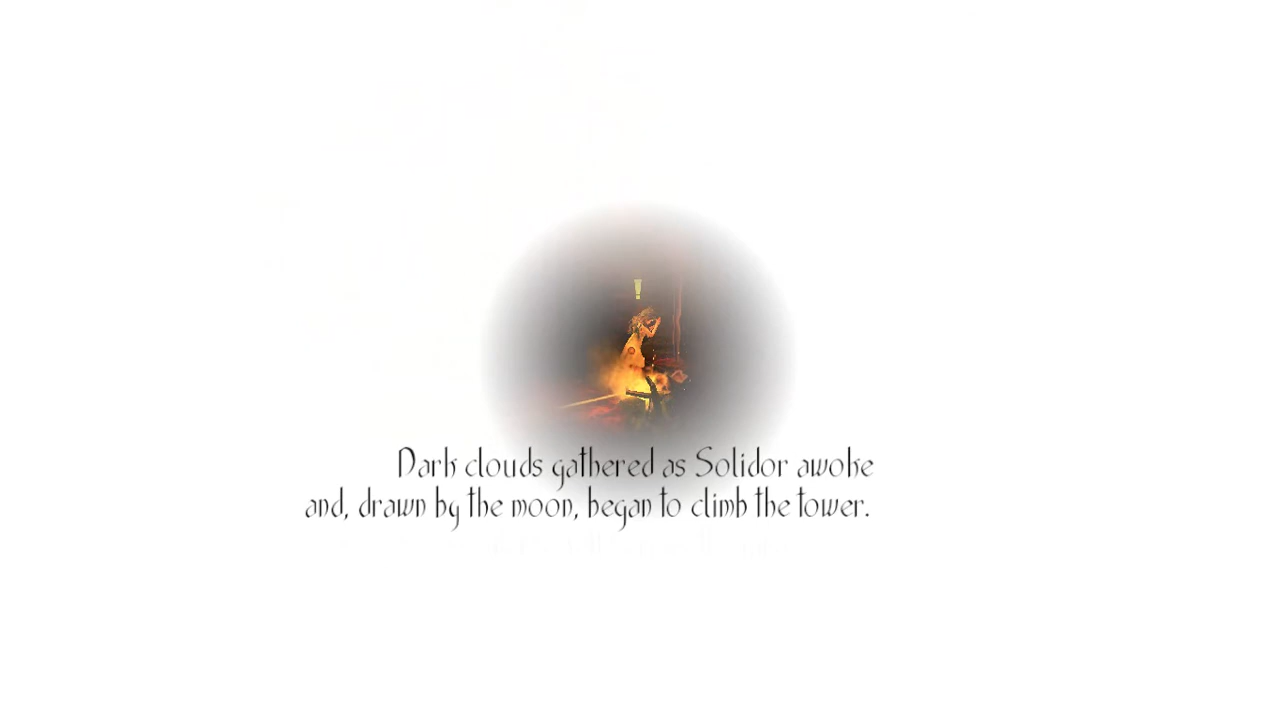 Dark clouds gathered as Solidor awoke
and, drawn by the moon, began to climb the tower.